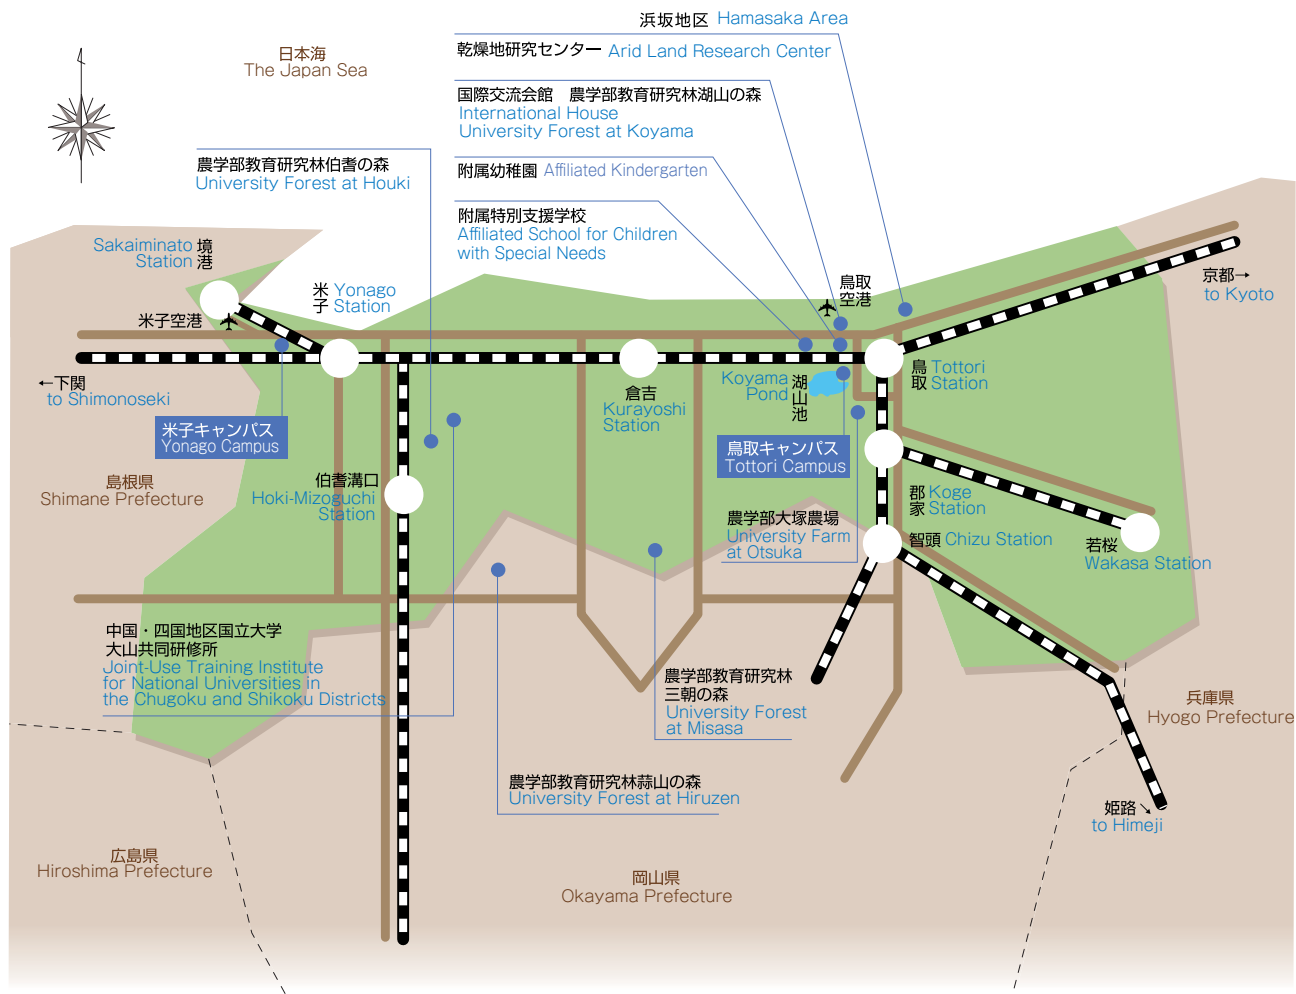 浜坂地区 Hamasaka Area
乾燥地研究センター Arid Land Research Center
日本海
The Japan Sea
国際交流会館　農学部教育研究林湖山の森
International House
University Forest at Koyama
農学部教育研究林伯耆の森
University Forest at Houki
附属幼稚園 Affiliated Kindergarten
附属特別支援学校
Affiliated School for Children
with Special Needs
Sakaiminato
Station
境港
米子
Yonago
Station
鳥取
空港
米子空港
京都→
to Kyoto
←下関
to Shimonoseki
倉吉
Kurayoshi
Station
Koyama
Pond
湖山池
鳥取
Tottori
Station
米子キャンパス
Yonago Campus
鳥取キャンパス
Tottori Campus
島根県
Shimane Prefecture
伯耆溝口
Hoki-Mizoguchi
Station
郡家
Koge
Station
農学部大塚農場
University Farm
at Otsuka
智頭 Chizu Station
若桜
Wakasa Station
中国・四国地区国立大学
大山共同研修所
Joint-Use Training Institute
for National Universities in
the Chugoku and Shikoku Districts
農学部教育研究林
三朝の森
University Forest
at Misasa
兵庫県
Hyogo Prefecture
農学部教育研究林蒜山の森
University Forest at Hiruzen
姫路↘
to Himeji
広島県
Hiroshima Prefecture
岡山県
Okayama Prefecture